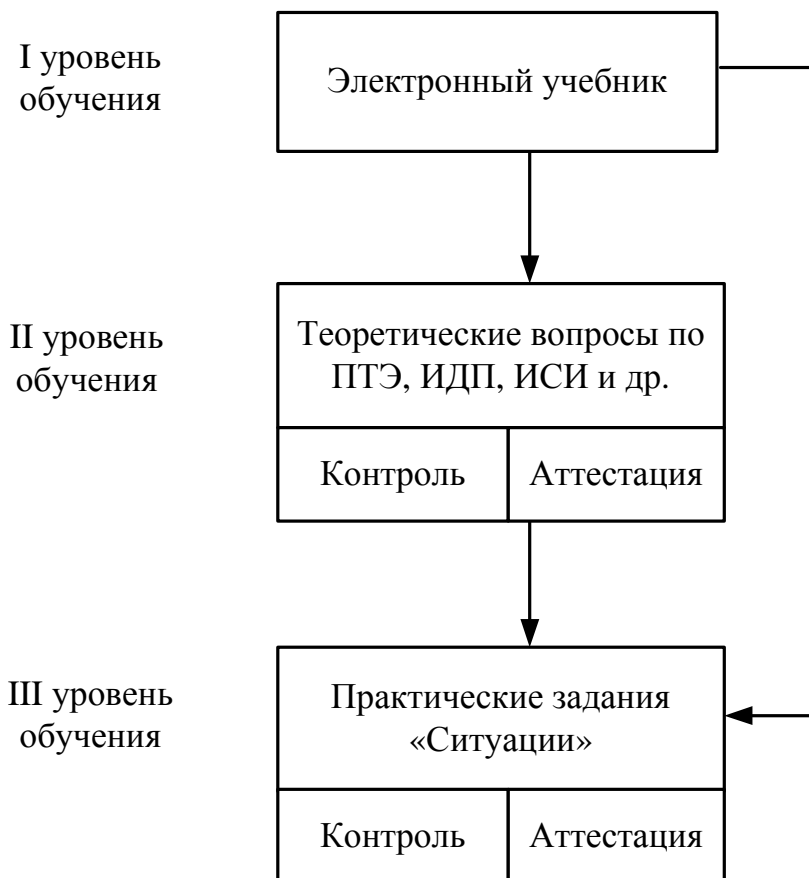 I уровень
обучения
Электронный учебник
II уровень
обучения
Теоретические вопросы по
ПТЭ, ИДП, ИСИ и др.
Контроль
Аттестация
III уровень
обучения
Практические задания
«Ситуации»
Контроль
Аттестация